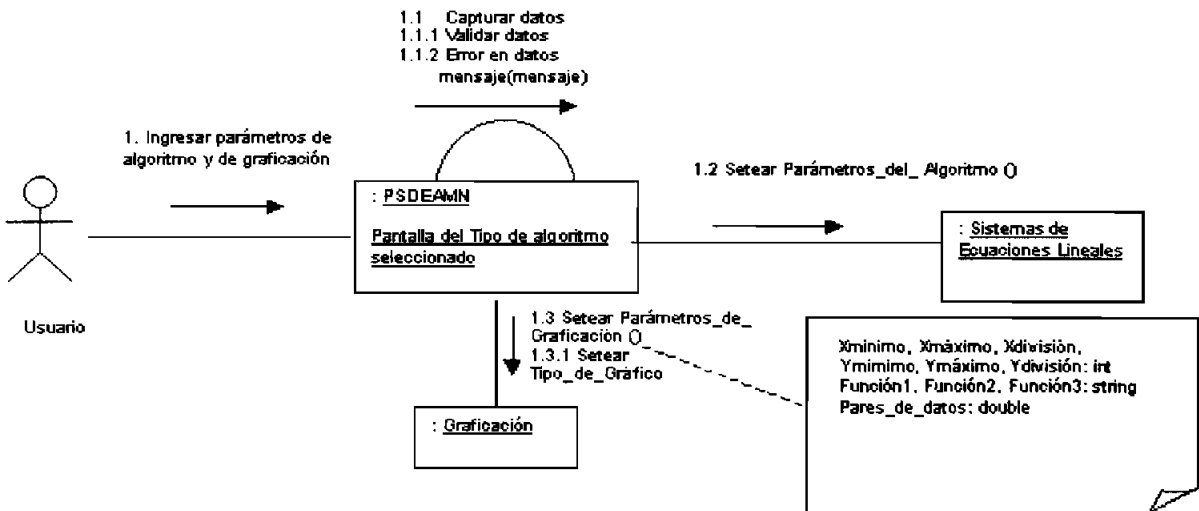 1.1 Capturar datos
1.1.1 Validar datos
1.1.2 Error en datos
mensaje(mensaje)
1. Ingresar parámetros de
algoritmo y de graficación
1.2 Setear Parámetros_del_ Algoritmo ()
: PSDEAMN
Pantalla del Tipo de algoritmo
seleccionado
: Sistemas de
Ecuaciones Lineales
Usuario
1.3 Setear Parámetros_de_
Graficación ()
1.3.1 Setear
Tipo_de_Gráfico
Xminimo, Xmáximo, Xdivisiòn,
Ymimimo, Ymáximo, Ydivisión: int
Función1, Función2, Función3: string
Pares_de_datos: double
: Graficación